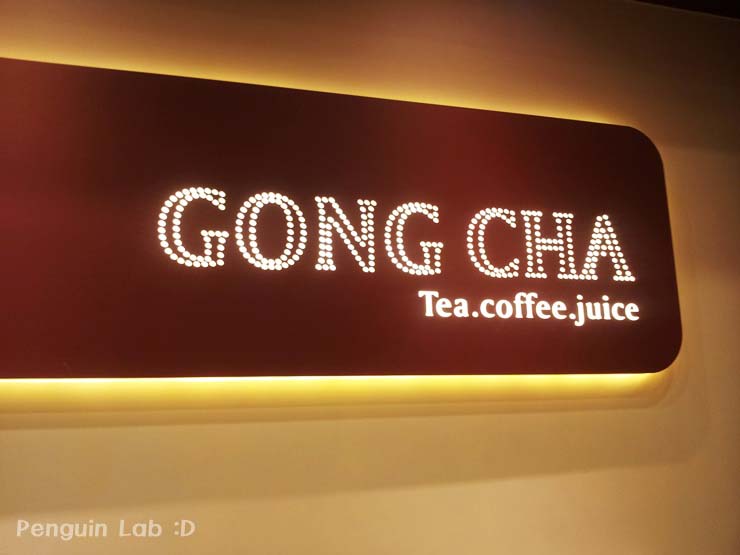 GONG CHA
Tea.coffee.juice
Penguin Lab :D